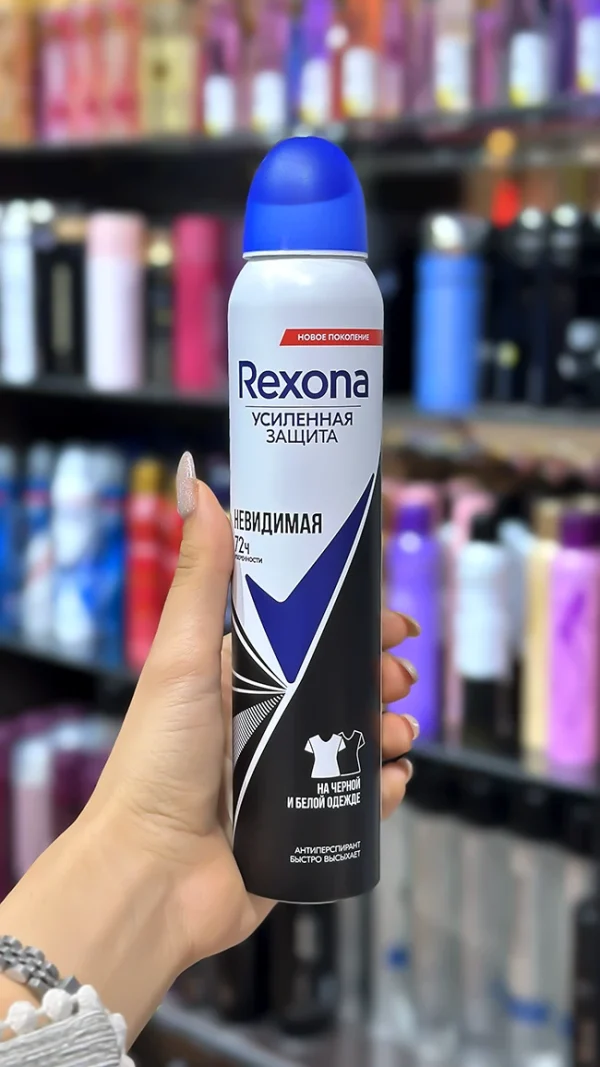 НОВОЕ ПОКОЛЕНИЕ
Rexona
УСИЛЕННАЯ
ЗАЩИТА
НЕВИДИМАЯ
72ч
НА ЧЕРНОЙ
И БЕЛОЙ ОДЕЖДЕ
АНТИПЕРСПИРАНТ
БЫСТРО ВЫСЫХАЕТ